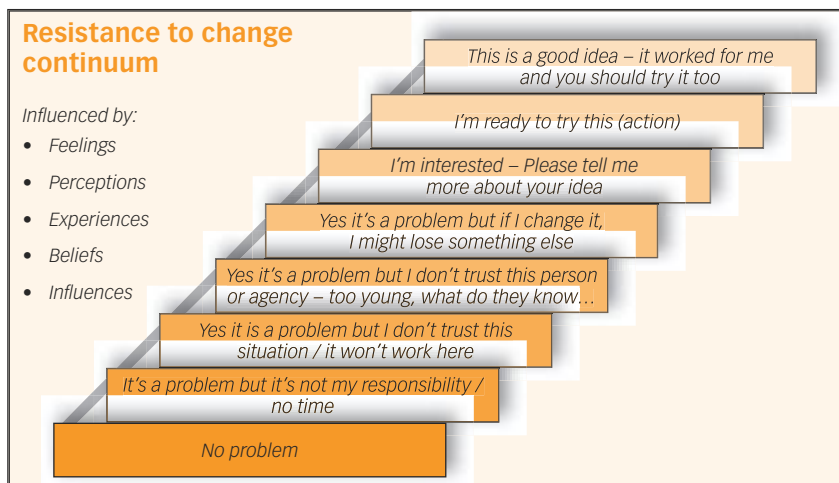 Resistance to change
continuum
Influenced by:
• Feelings
• Perceptions
• Experiences
• Beliefs
• Influences
This is a good idea – it worked for me
and you should try it too
I'm ready to try this (action)
I'm interested – Please tell me
more about your idea
Yes it's a problem but if I change it,
I might lose something else
Yes it's a problem but I don't trust this person
or agency – too young, what do they know...
Yes it is a problem but I don't trust this
situation / it won't work here
It's a problem but it's not my responsibility /
no time
No problem